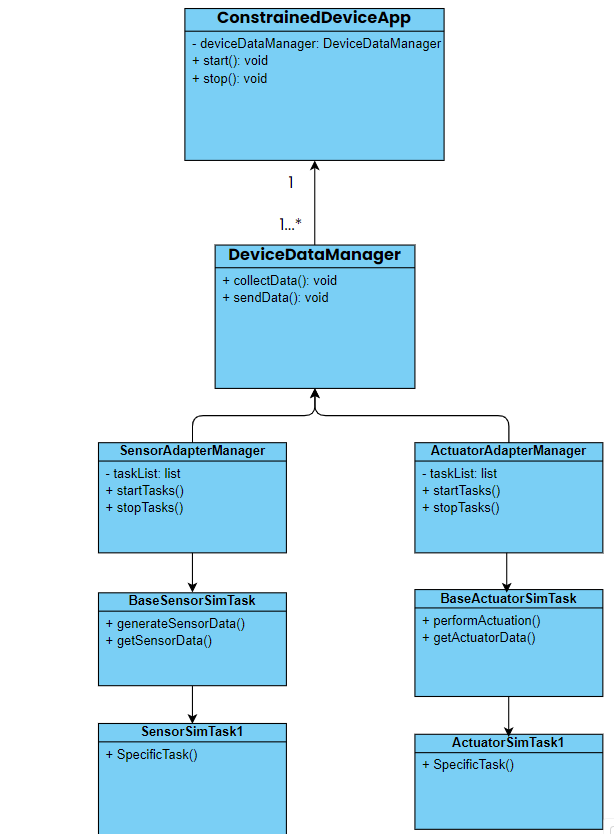 ConstrainedDeviceApp
- deviceDataManager: DeviceDataManager
+ start(): void
+ stop(): void
1
1...*
DeviceDataManager
+ collectData(): void
+ sendData(): void
SensorAdapterManager
- taskList: list
+ startTasks()
+ stopTasks()
ActuatorAdapterManager
- taskList: list
+ startTasks()
+ stopTasks()
BaseSensorSimTask
+ generateSensorData()
+ getSensorData()
BaseActuatorSimTask
+ performActuation()
+ getActuatorData()
SensorSimTask1
+ SpecificTask()
ActuatorSimTask1
+ SpecificTask()